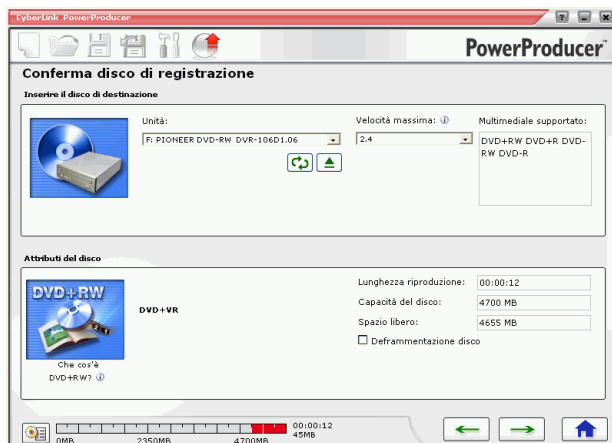 CyberLink PowerProducer
PowerProducer™
Conferma disco di registrazione
Inserire il disco di destinazione
Unità:
Velocità massima:
Multimediale supportato:
F: PIONEER DVD-RW DVR-106D1.06
2.4
DVD+RW DVD+R DVD-
RW DVD-R
Attributi del disco
DVD+RW
DVD+VR
Che cos'è
DVD+RW?
Lunghezza riproduzione:
00:00:12
Capacità del disco:
4700 MB
Spazio libero:
4655 MB
Deframmentazione disco
00:00:12
45MB
0MB
2350MB
4700MB